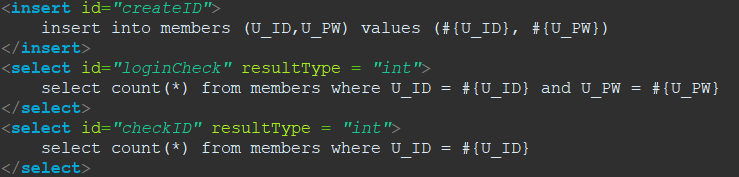 <insert id="createID">
    insert into members (U_ID,U_PW) values (#{U_ID}, #{U_PW})
</insert>
<select id="loginCheck" resultType = "int">
    select count(*) from members where U_ID = #{U_ID} and U_PW = #{U_PW}
</select>
<select id="checkID" resultType = "int">
    select count(*) from members where U_ID = #{U_ID}
</select>